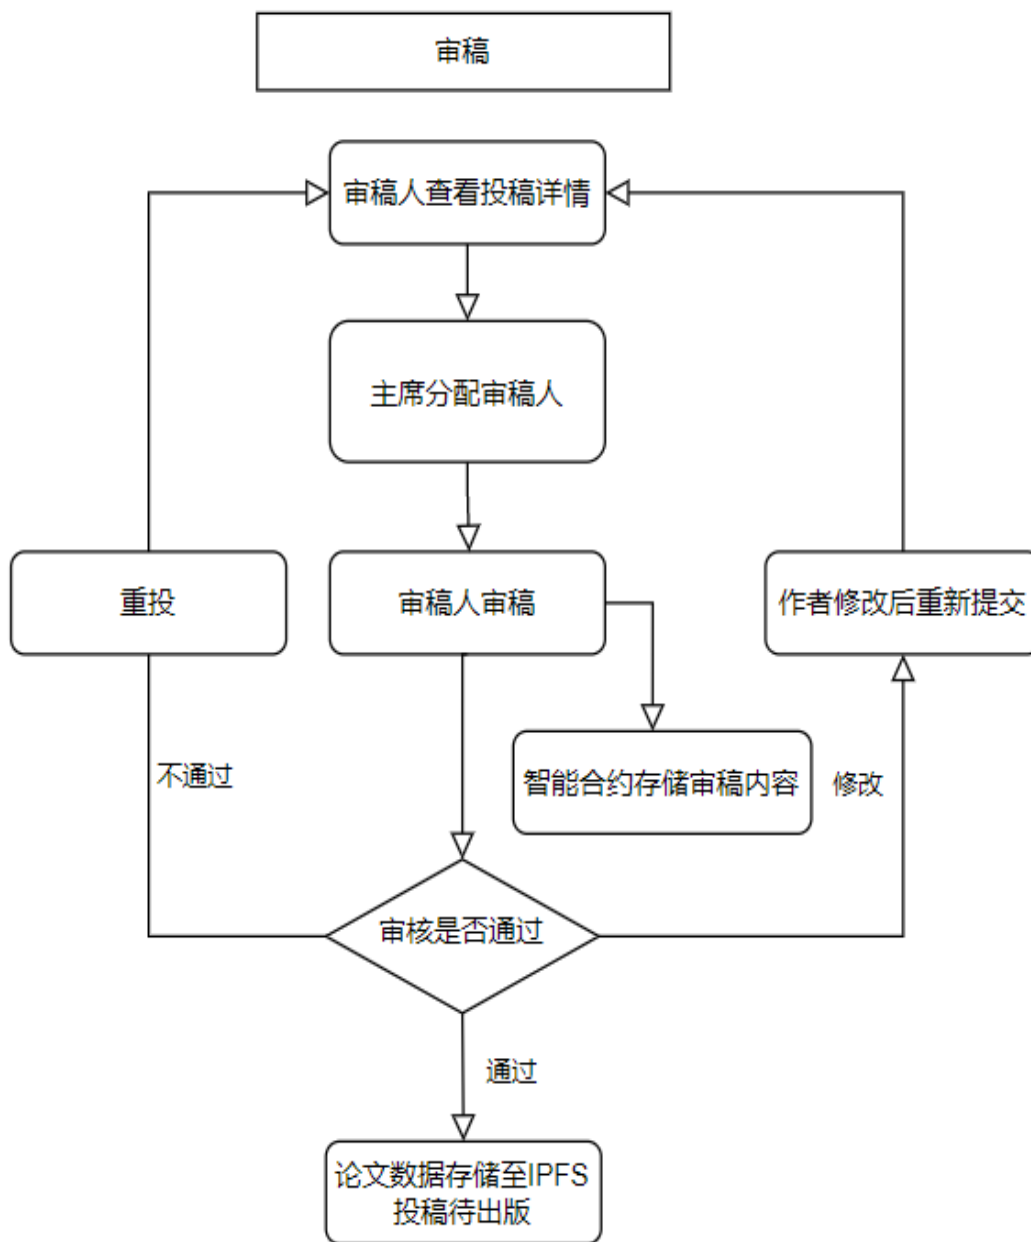 审稿
审稿人查看投稿详情
主席分配审稿人
重投
审稿人审稿
作者修改后重新提交
智能合约存储审稿内容
不通过
修改
审核是否通过
通过
论文数据存储至IPFS
投稿待出版